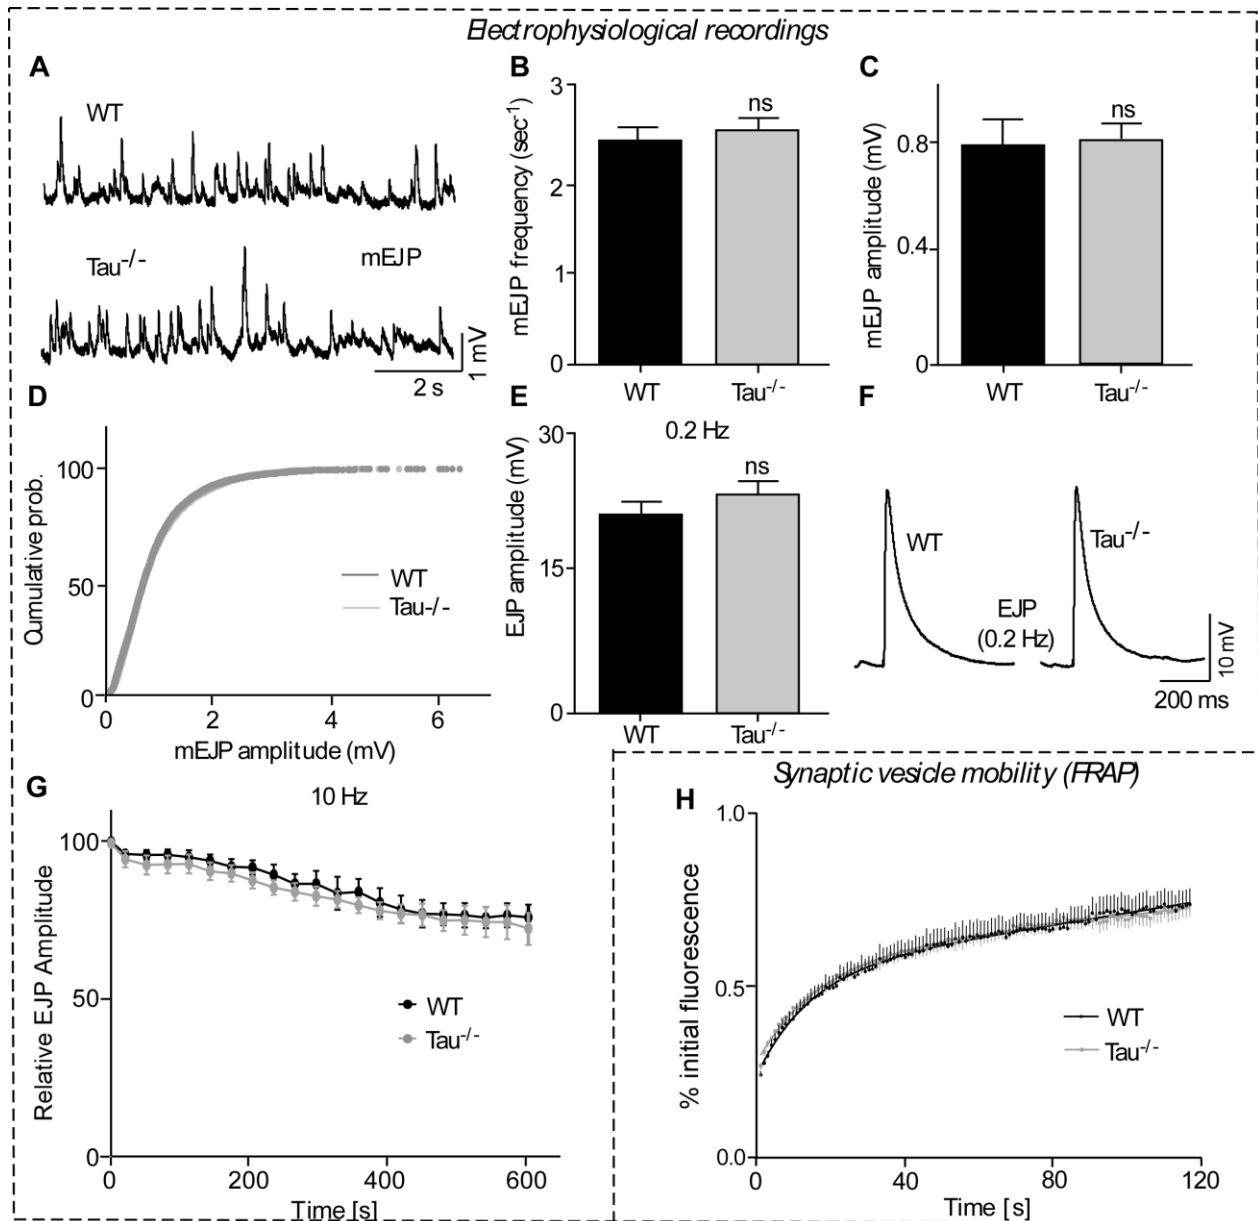 Electrophysiological recordings
A
WT
Tau-/-
mEJP
1 mV
2 s
B
mEJP frequency (sec-1)
3
2
1
0
ns
WT
Tau-/-
C
mEJP amplitude (mV)
0.8
0.4
0
ns
WT
Tau-/-
D
Cumulative prob.
100
50
0
0
2
4
6
WT
Tau-/-
mEJP amplitude (mV)
E
0.2 Hz
EJP amplitude (mV)
30
15
0
ns
WT
Tau-/-
F
WT
Tau-/-
EJP
(0.2 Hz)
10 mV
200 ms
G
10 Hz
Relative EJP Amplitude
100
50
0
WT
Tau-/-
0
200
400
600
Time [s]
Synaptic vesicle mobility (FRAP)
H
% initial fluorescence
1.0
0.5
0.0
WT
Tau-/-
0
40
80
120
Time [s]